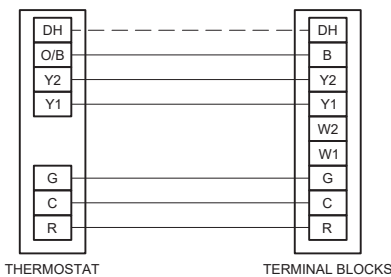 DH DH
O/B B
Y2 Y2
Y1 Y1
W2
W1
G G
C C
R R
THERMOSTAT TERMINAL BLOCKS